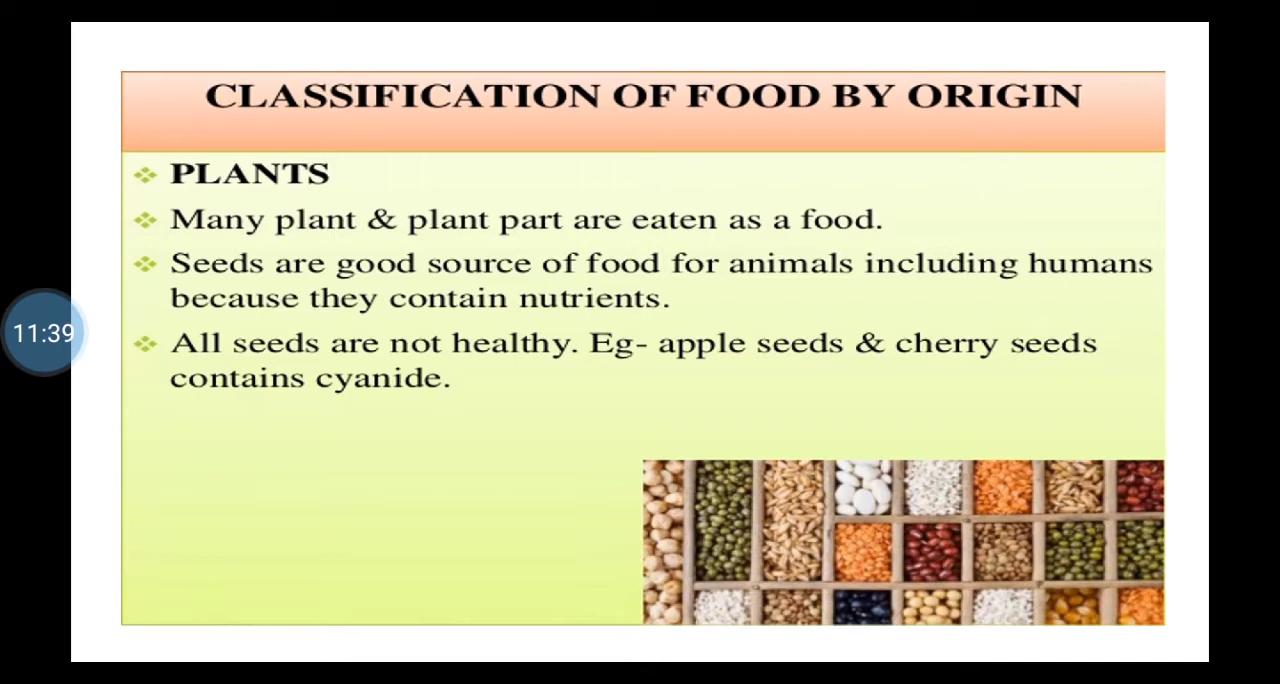 CLASSIFICATION OF FOOD BY ORIGIN
PLANTS
Many plant & plant part are eaten as a food.
Seeds are good source of food for animals including humans
because they contain nutrients.
11:39
All seeds are not healthy. Eg- apple seeds & cherry seeds
contains cyanide.